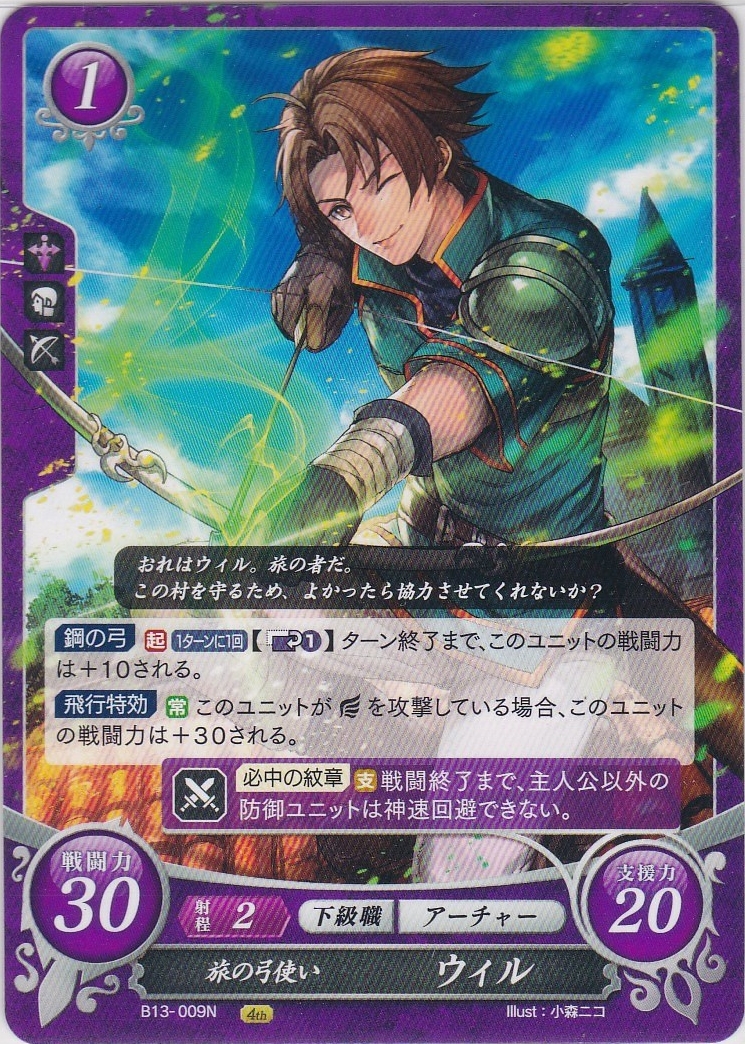 1
おれはウィル。旅の者だ。
この村を守るため、よかったら協力させてくれないか？
鋼の弓 起 1ターンに1回 【 1 】 ターン終了まで、このユニットの戦闘力
は＋10される。
飛行特効 常 このユニットが を攻撃している場合、このユニット
の戦闘力は＋30される。
必中の紋章 支 戦闘終了まで、主人公以外の
防御ユニットは神速回避できない。
戦闘力
30
射程 2 下級職 アーチャー
支援力
20
旅の弓使い ウィル
B13-009N 4th Illust：小森ニコ